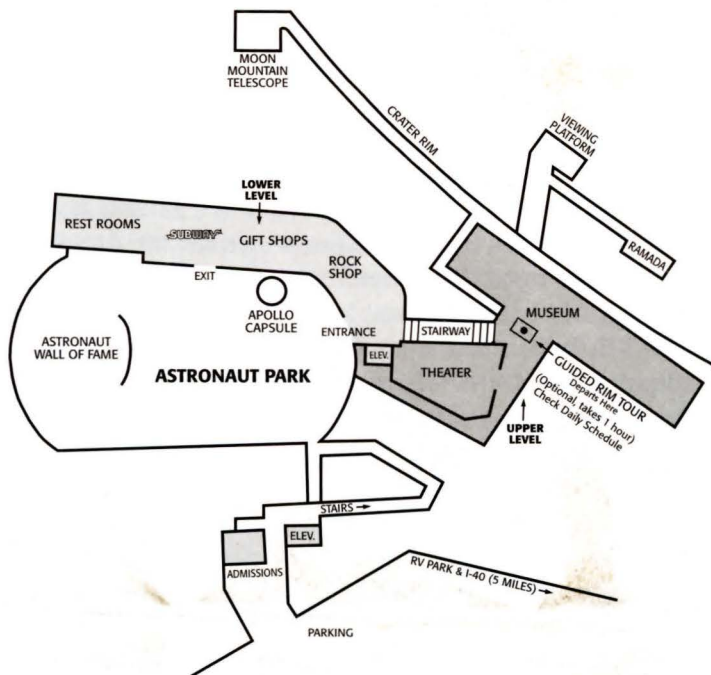 MOON
MOUNTAIN
TELESCOPE
CRATER RIM
VIEWING
PLATFORM
RAMADA
LOWER
LEVEL
REST ROOMS
SUBWAY
GIFT SHOPS
ROCK
SHOP
EXIT
APOLLO
CAPSULE
ENTRANCE
STAIRWAY
MUSEUM
ASTRONAUT
WALL OF FAME
ASTRONAUT PARK
ELEV.
THEATER
GUIDED RIM TOUR
Departs Here
(Optional, takes 1 hour)
Check Daily Schedule
UPPER
LEVEL
STAIRS →
ELEV.
ADMISSIONS
RV PARK & I-40 (5 MILES) →
PARKING